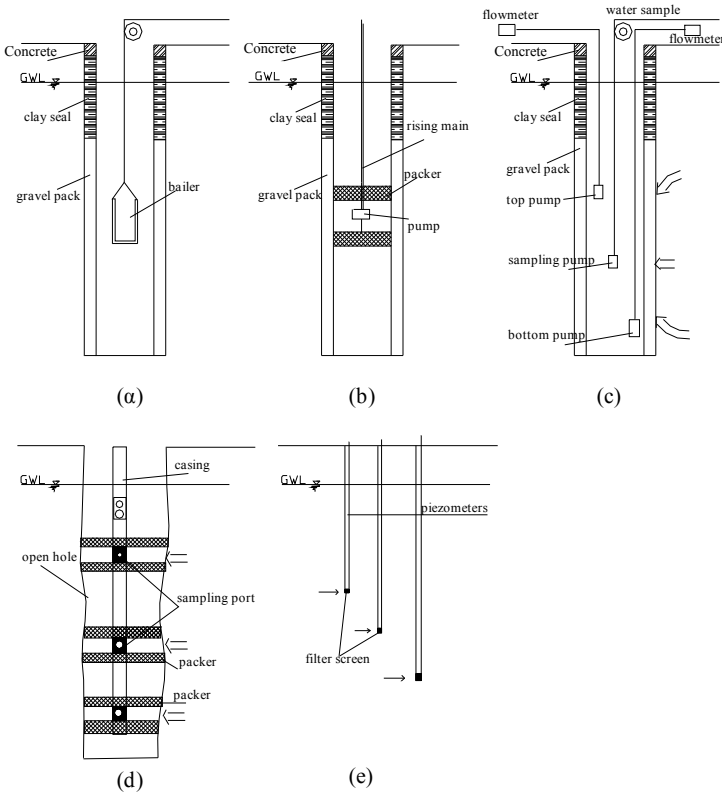 Concrete
GWL
clay seal
gravel pack
bailer
(α)
Concrete
GWL
clay seal
rising main
gravel pack
packer
pump
(b)
flowmeter
water sample
flowmeter
Concrete
GWL
clay seal
gravel pack
top pump
sampling pump
bottom pump
(c)
GWL
casing
open hole
sampling port
packer
packer
(d)
GWL
piezometers
filter screen
(e)